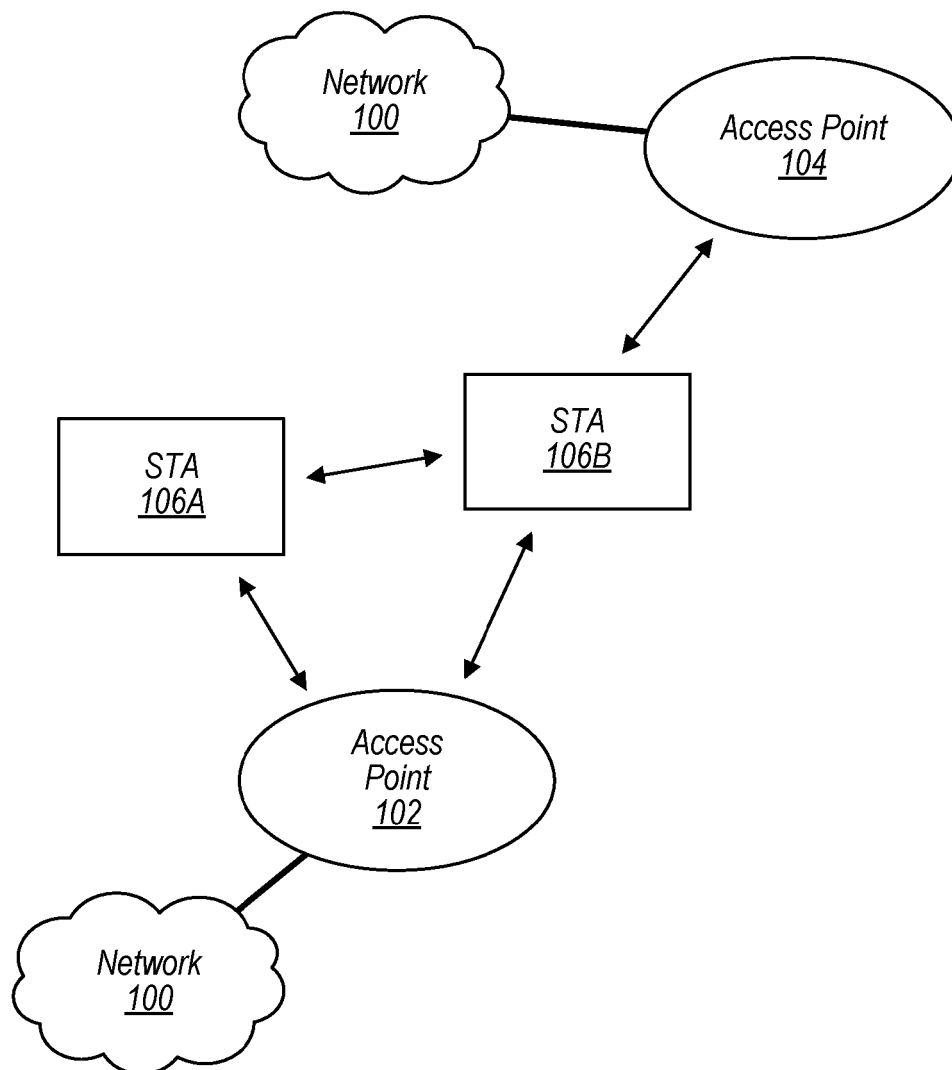 Network
100
Access Point
104
STA
106B
STA
106A
Access
Point
102
Network
100